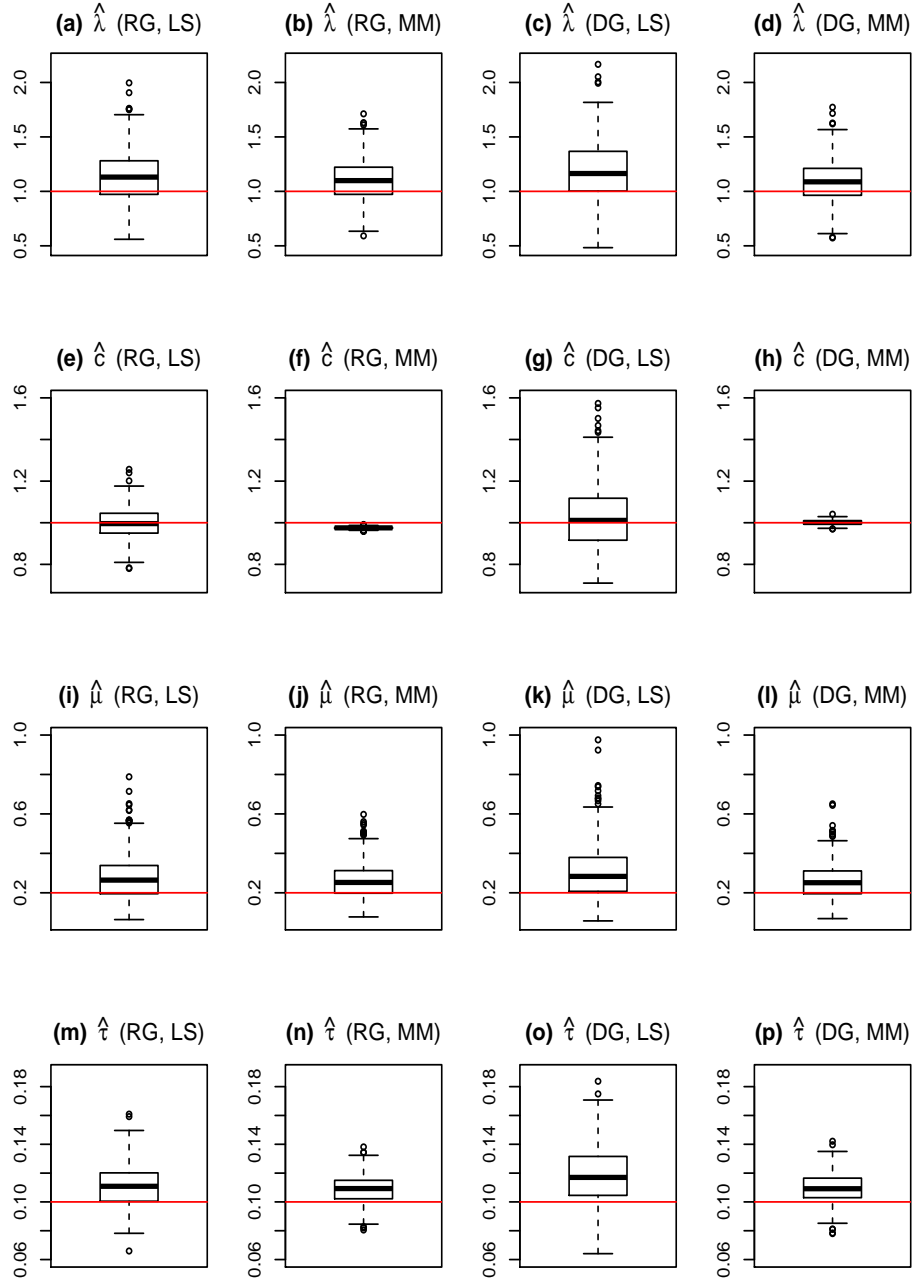 (a) λ̂ (RG, LS)
(b) λ̂ (RG, MM)
(c) λ̂ (DG, LS)
(d) λ̂ (DG, MM)
0.5 1.0 1.5 2.0
0.5 1.0 1.5 2.0
0.5 1.0 1.5 2.0
0.5 1.0 1.5 2.0
(e) ĉ (RG, LS)
(f) ĉ (RG, MM)
(g) ĉ (DG, LS)
(h) ĉ (DG, MM)
0.8 1.2 1.6
0.8 1.2 1.6
0.8 1.2 1.6
0.8 1.2 1.6
(i) μ̂ (RG, LS)
(j) μ̂ (RG, MM)
(k) μ̂ (DG, LS)
(l) μ̂ (DG, MM)
0.2 0.6 1.0
0.2 0.6 1.0
0.2 0.6 1.0
0.2 0.6 1.0
(m) τ̂ (RG, LS)
(n) τ̂ (RG, MM)
(o) τ̂ (DG, LS)
(p) τ̂ (DG, MM)
0.06 0.10 0.14 0.18
0.06 0.10 0.14 0.18
0.06 0.10 0.14 0.18
0.06 0.10 0.14 0.18